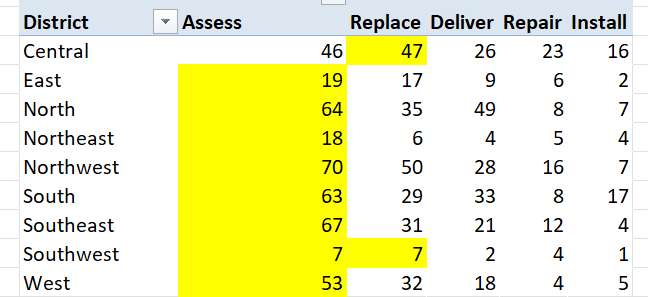 District Assess Replace Deliver Repair Install
Central 46 47 26 23 16
East 19 17 9 6 2
North 64 35 49 8 7
Northeast 18 6 4 5 4
Northwest 70 50 28 16 7
South 63 29 33 8 17
Southeast 67 31 21 12 4
Southwest 7 7 2 4 1
West 53 32 18 4 5